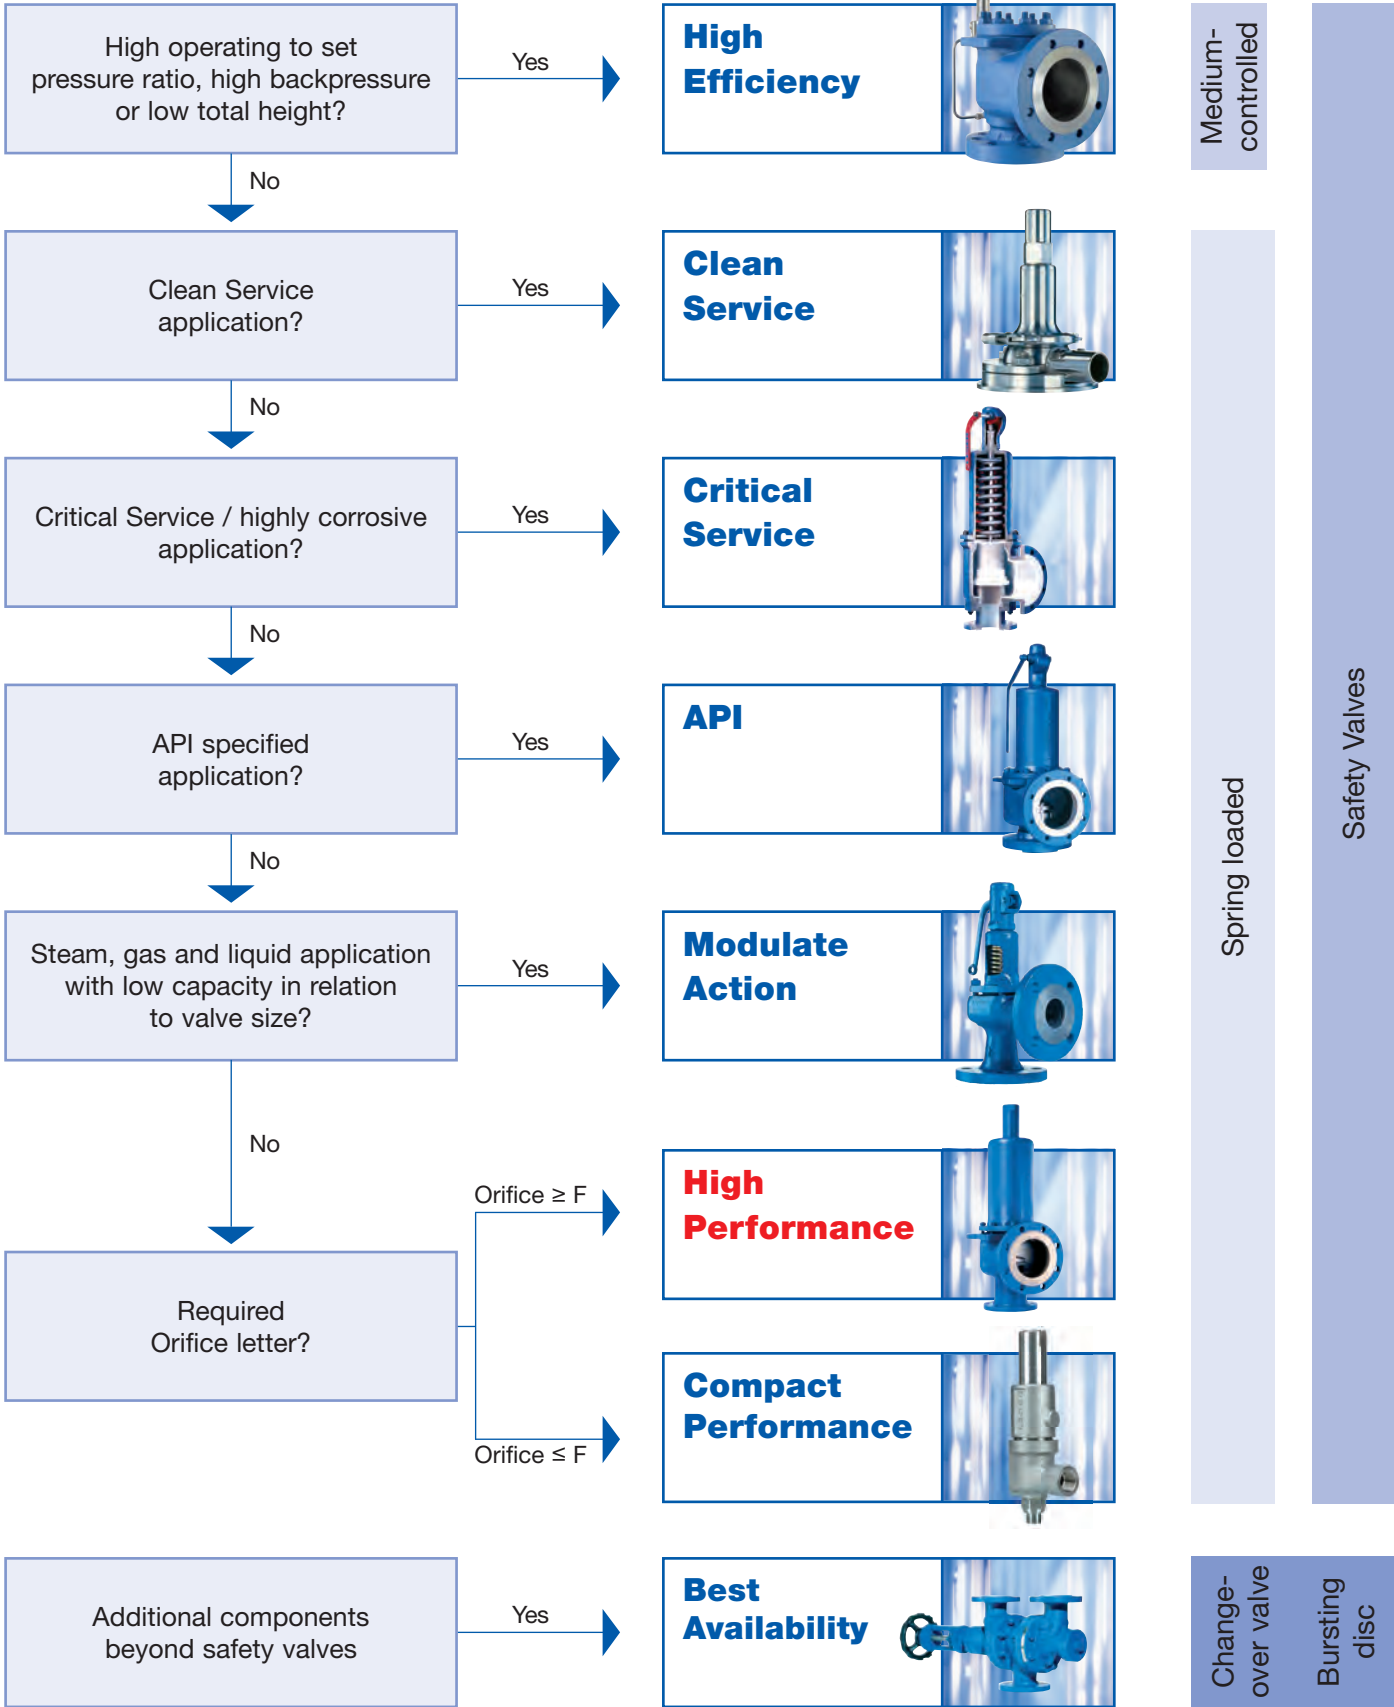 High operating to set
pressure ratio, high backpressure
or low total height?
Yes
High
Efficiency
No
Clean Service
application?
Yes
Clean
Service
No
Critical Service / highly corrosive
application?
Yes
Critical
Service
No
API specified
application?
Yes
API
No
Steam, gas and liquid application
with low capacity in relation
to valve size?
Yes
Modulate
Action
No
Required
Orifice letter?
Orifice ≥ F
High
Performance
Orifice ≤ F
Compact
Performance
Additional components
beyond safety valves
Yes
Best
Availability
Medium-
controlled
Spring loaded
Safety Valves
Change-
over valve
Bursting
disc